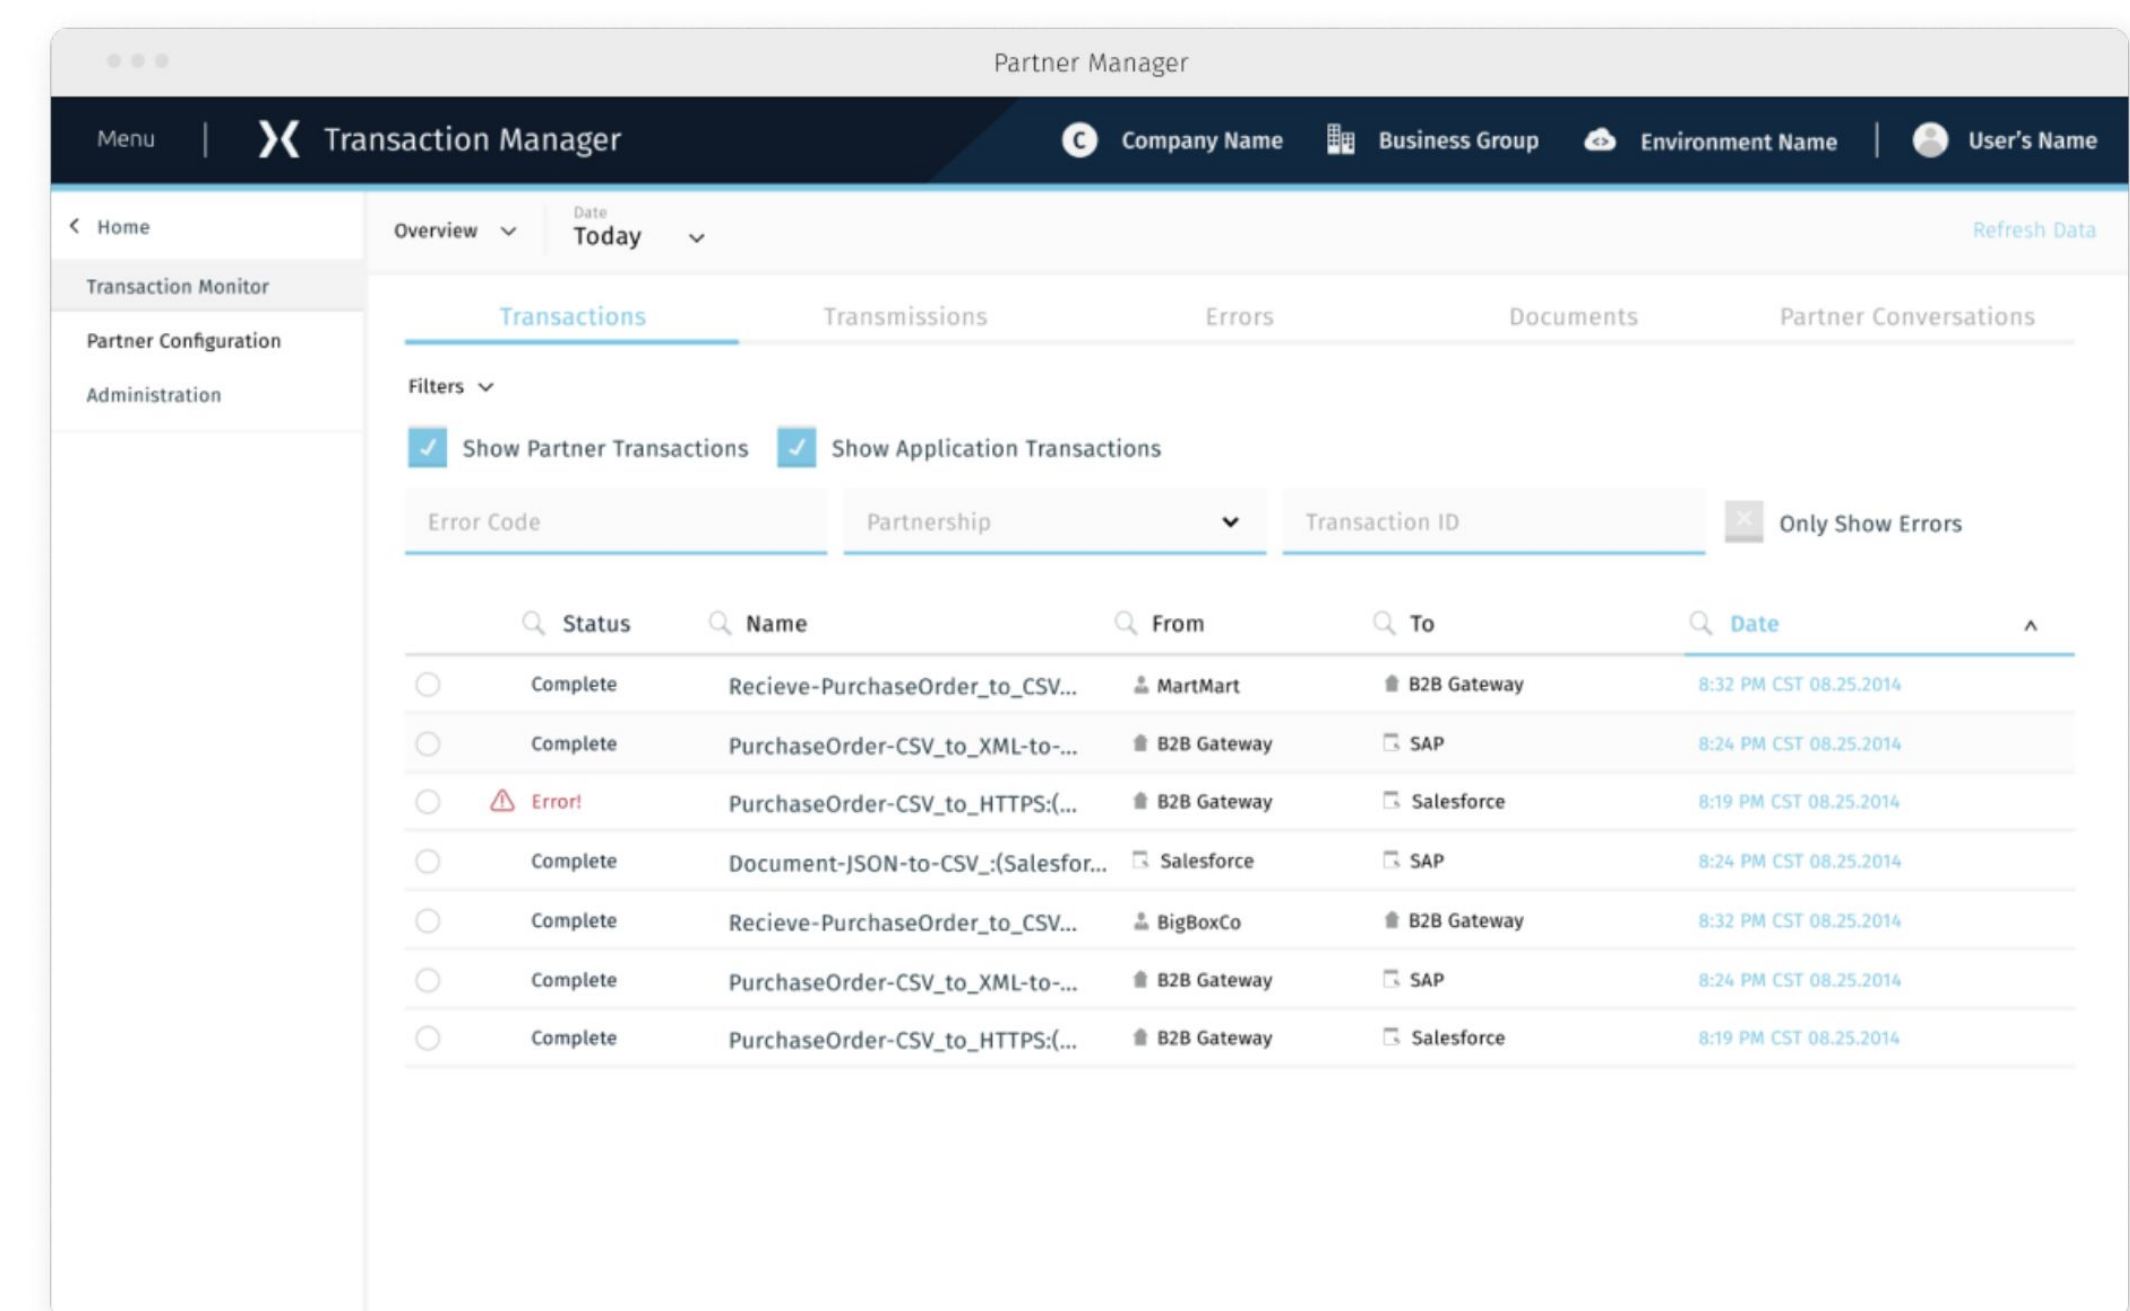 Partner Manager
Menu | Transaction Manager C Company Name Business Group Environment Name | User's Name
Home
Overview
Date
Today
Refresh Data
Transaction Monitor
Partner Configuration
Administration
Transactions Transmissions Errors Documents Partner Conversations
Filters
Show Partner Transactions Show Application Transactions
Error Code Partnership Transaction ID Only Show Errors
Status Name From To Date
Complete Recieve-PurchaseOrder_to_CSV... MartMart B2B Gateway 8:32 PM CST 08.25.2014
Complete PurchaseOrder-CSV_to_XML-to-... B2B Gateway SAP 8:24 PM CST 08.25.2014
Error! PurchaseOrder-CSV_to_HTTPS:(... B2B Gateway Salesforce 8:19 PM CST 08.25.2014
Complete Document-JSON-to-CSV_:(Salesfor... Salesforce SAP 8:24 PM CST 08.25.2014
Complete Recieve-PurchaseOrder_to_CSV... BigBoxCo B2B Gateway 8:32 PM CST 08.25.2014
Complete PurchaseOrder-CSV_to_XML-to-... B2B Gateway SAP 8:24 PM CST 08.25.2014
Complete PurchaseOrder-CSV_to_HTTPS:(... B2B Gateway Salesforce 8:19 PM CST 08.25.2014